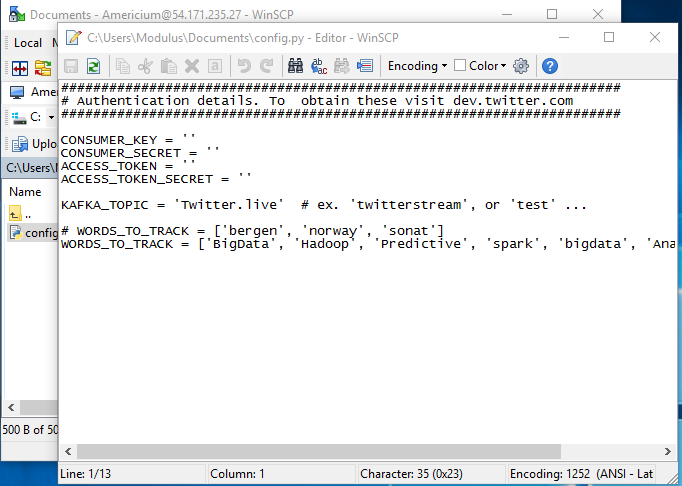 Documents - Americium@54.171.235.27 - WinSCP
Local
C:\Users\Modulus\Documents\config.py - Editor - WinSCP
Encoding
Color
Ameri
C:
Uploa
C:\Users\
Name
..
config
500 B of 50
################################################################################
# Authentication details. To  obtain these visit dev.twitter.com
################################################################################
CONSUMER_KEY = ''
CONSUMER_SECRET = ''
ACCESS_TOKEN = ''
ACCESS_TOKEN_SECRET = ''
KAFKA_TOPIC = 'Twitter.live'  # ex. 'twitterstream', or 'test' ...
# WORDS_TO_TRACK = ['bergen', 'norway', 'sonat']
WORDS_TO_TRACK = ['BigData', 'Hadoop', 'Predictive', 'spark', 'bigdata', 'Ana
Line: 1/13
Column: 1
Character: 35 (0x23)
Encoding: 1252  (ANSI - Lat